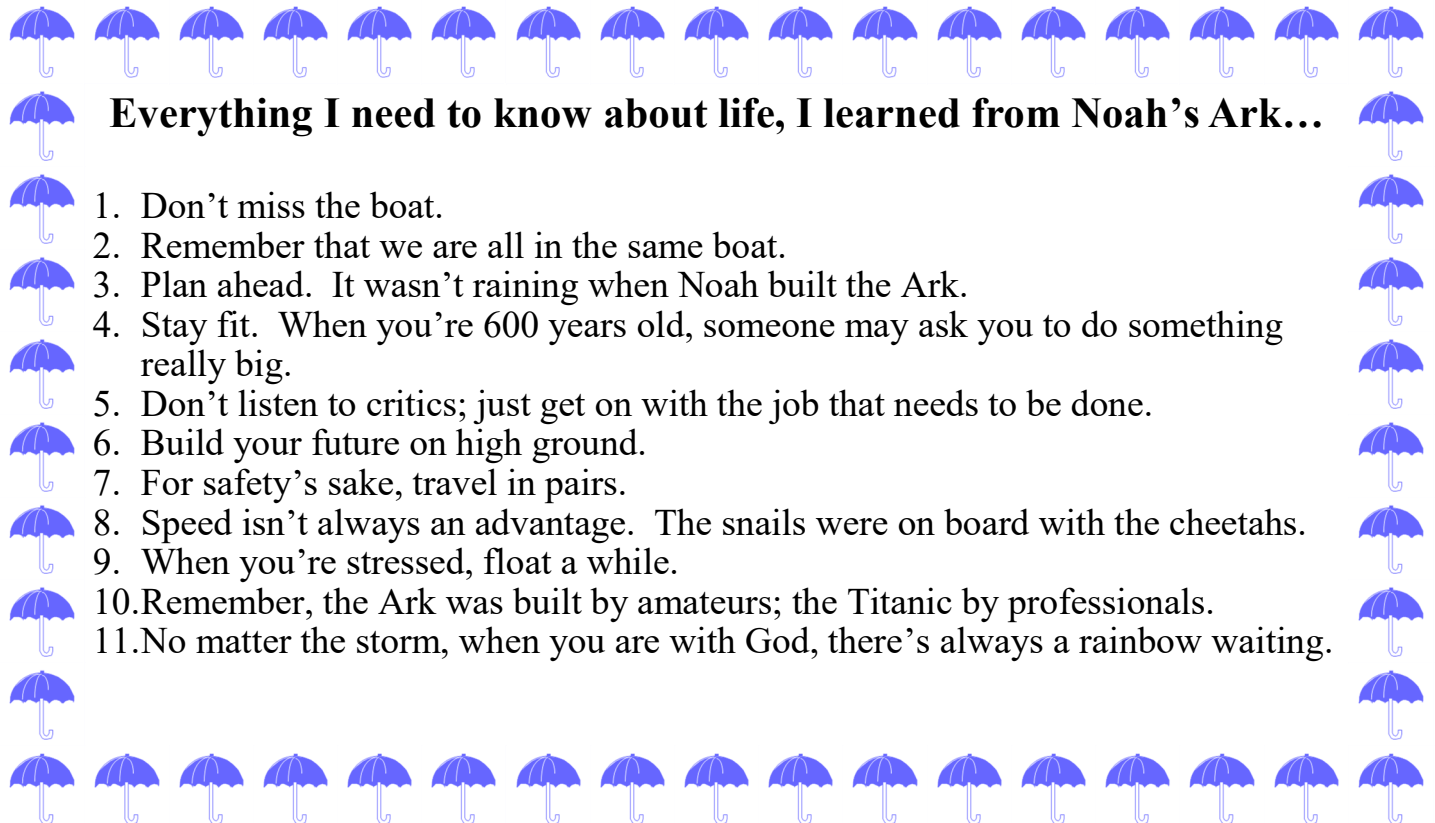 Everything I need to know about life, I learned from Noah’s Ark…
1. Don’t miss the boat.
2. Remember that we are all in the same boat.
3. Plan ahead.  It wasn’t raining when Noah built the Ark.
4. Stay fit.  When you’re 600 years old, someone may ask you to do something
really big.
5. Don’t listen to critics; just get on with the job that needs to be done.
6. Build your future on high ground.
7. For safety’s sake, travel in pairs.
8. Speed isn’t always an advantage.  The snails were on board with the cheetahs.
9. When you’re stressed, float a while.
10.Remember, the Ark was built by amateurs; the Titanic by professionals.
11.No matter the storm, when you are with God, there’s always a rainbow waiting.